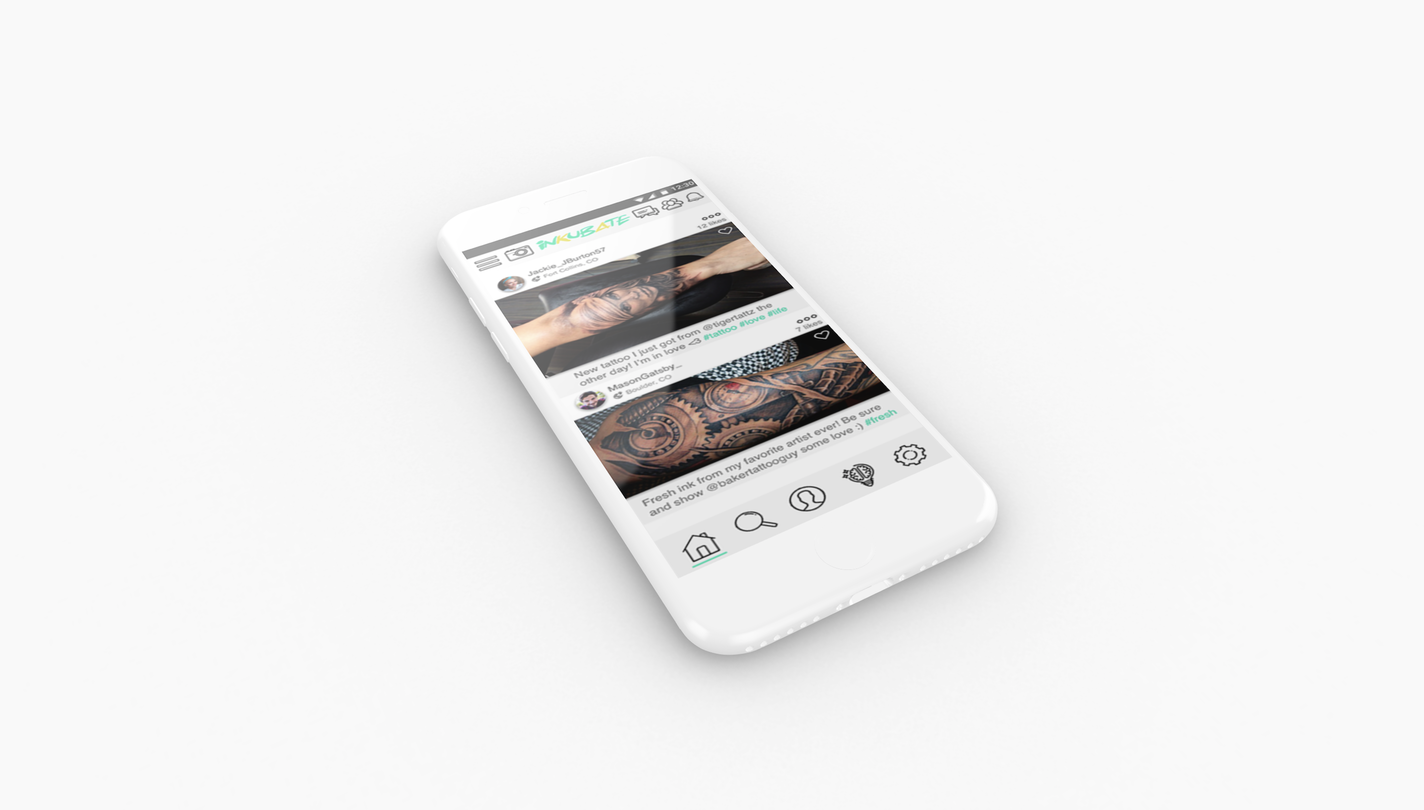 12:30
INKUBATE
Jackie_JBurton57
Fort Collins, CO
12 likes
New tattoo I just got from @tigertattz the
other day! I'm in love <3 #tattoo #love #life
MasonGatsby_
Boulder, CO
7 likes
Fresh ink from my favorite artist ever! Be sure
and show @bakertattooguy some love :) #fresh